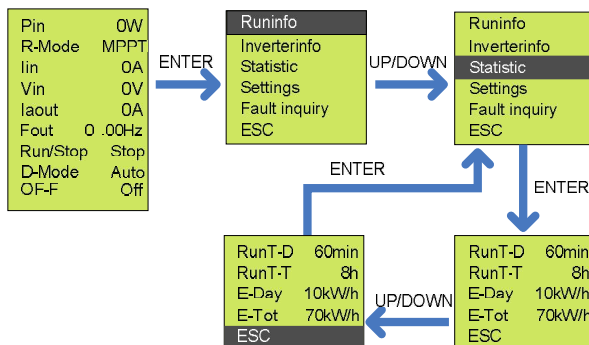 Pin 0W
R-Mode MPPT
Iin 0A
Vin 0V
Iaout 0A
Fout 0 .00Hz
Run/Stop Stop
D-Mode Auto
OF-F Off
ENTER
Runinfo
Inverterinfo
Statistic
Settings
Fault inquiry
ESC
UP/DOWN
Runinfo
Inverterinfo
Statistic
Settings
Fault inquiry
ESC
ENTER
ENTER
RunT-D 60min
RunT-T 8h
E-Day 10kW/h
E-Tot 70kW/h
ESC
UP/DOWN
RunT-D 60min
RunT-T 8h
E-Day 10kW/h
E-Tot 70kW/h
ESC